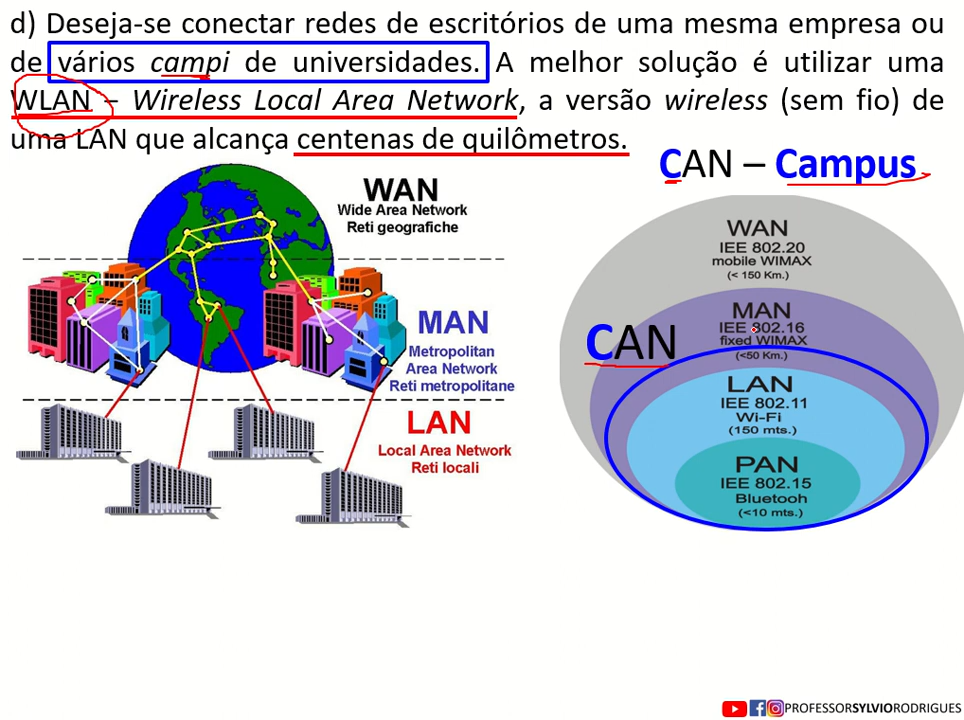 d) Deseja-se conectar redes de escritórios de uma mesma empresa ou
de vários campi de universidades. A melhor solução é utilizar uma
WLAN – Wireless Local Area Network, a versão wireless (sem fio) de
uma LAN que alcança centenas de quilômetros.
CAN – Campus
WAN
Wide Area Network
Reti geografiche
MAN
Metropolitan
Area Network
Reti metropolitane
LAN
Local Area Network
Reti locali
WAN
IEE 802.20
mobile WIMAX
(< 150 Km.)
MAN
IEE 802.16
fixed WIMAX
(<50 Km.)
CAN
LAN
IEE 802.11
Wi-Fi
(150 mts.)
PAN
IEE 802.15
Bluetooh
(<10 mts.)
PROFESSORSYLVIORODRIGUES